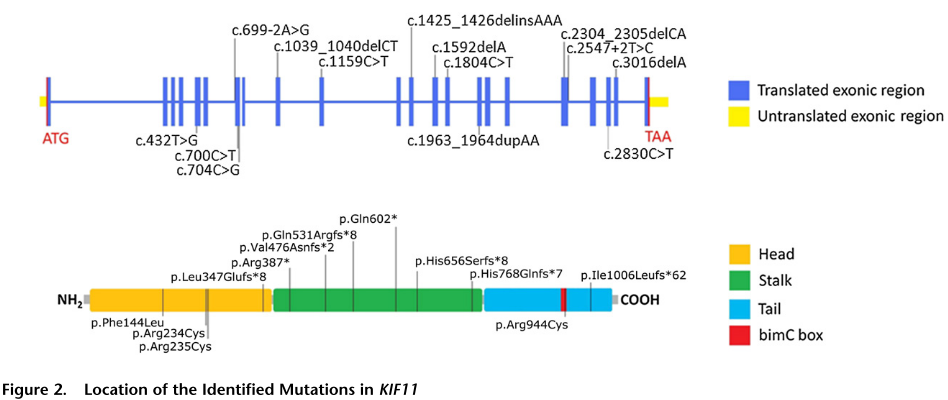 c.1425_1426delinsAAA
c.699-2A>G
c.2304_2305delCA
c.1039_1040delCT
c.1592delA
c.2547+2T>C
c.1159C>T
c.1804C>T
c.3016delA
Translated exonic region
Untranslated exonic region
ATG
c.432T>G
c.1963_1964dupAA
TAA
c.700C>T
c.2830C>T
c.704C>G
p.Gln602*
p.Gln531Argfs*8
p.Val476Asnfs*2
p.Arg387*
p.His656Serfs*8
p.Leu347Glufs*8
p.His768Glnfs*7
p.Ile1006Leufs*62
Head
Stalk
Tail
bimC box
NH2
COOH
p.Phe144Leu
p.Arg234Cys
p.Arg235Cys
p.Arg944Cys
Figure 2. Location of the Identified Mutations in KIF11